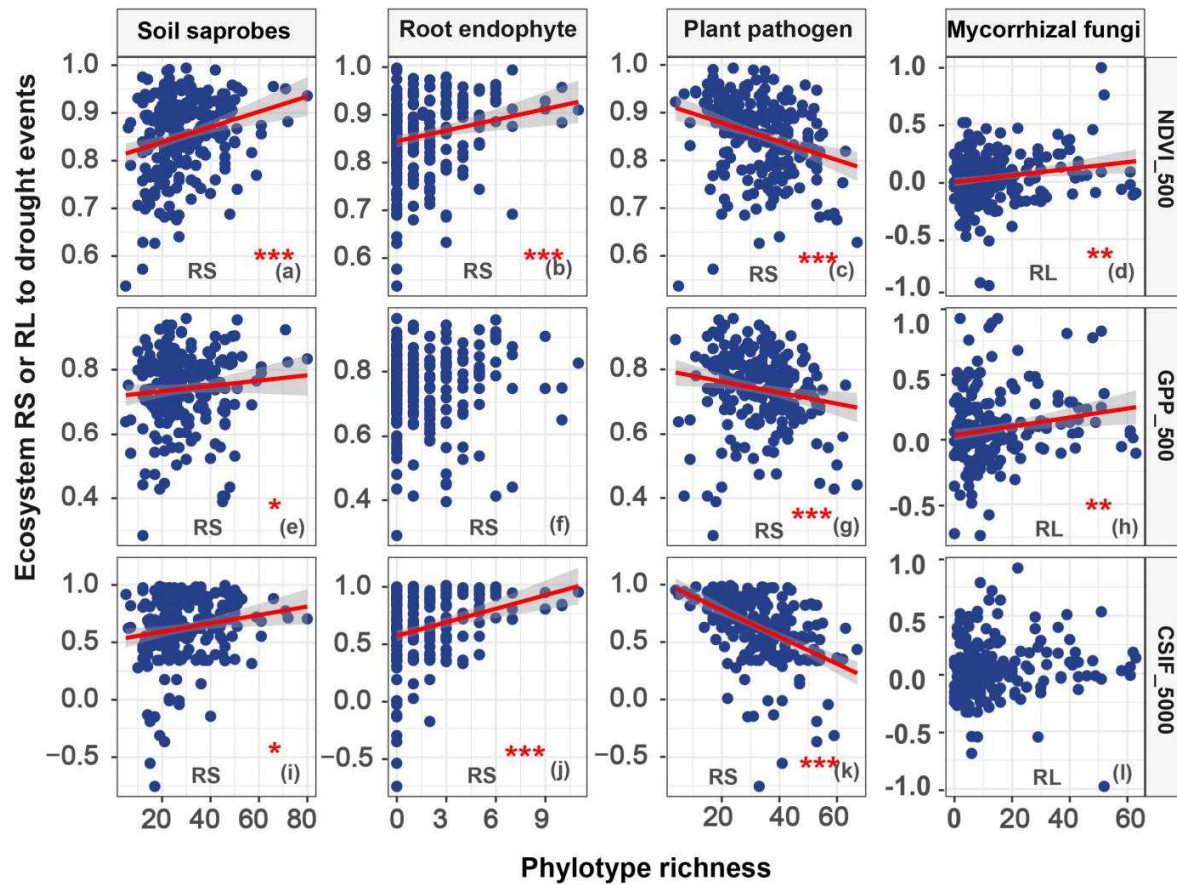 Soil saprobes Root endophyte Plant pathogen Mycorrhizal fungi
Ecosystem RS or RL to drought events
1.0 1.0 1.0 1.0
0.9 0.9 0.9 0.5
0.8 0.8 0.8 0.0
0.7 0.7 0.7 -0.5
0.6 0.6 0.6 -1.0
*** *** *** **
RS (a) RS (b) RS (c) RL (d)
NDVI_500
0.8 0.8 0.8 1.0
0.6 0.6 0.6 0.5
0.4 0.4 0.4 0.0
-0.5
* *** **
RS (e) RS (f) RS (g) RL (h)
GPP_500
1.0 1.0 1.0 1.0
0.5 0.5 0.5 0.5
0.0 0.0 0.0 0.0
−0.5 −0.5 −0.5 -0.5
-1.0
* *** ***
RS (i) RS (j) RS (k) RL (l)
CSIF_5000
20 40 60 80 0 3 6 9 20 40 60 0 20 40 60
Phylotype richness